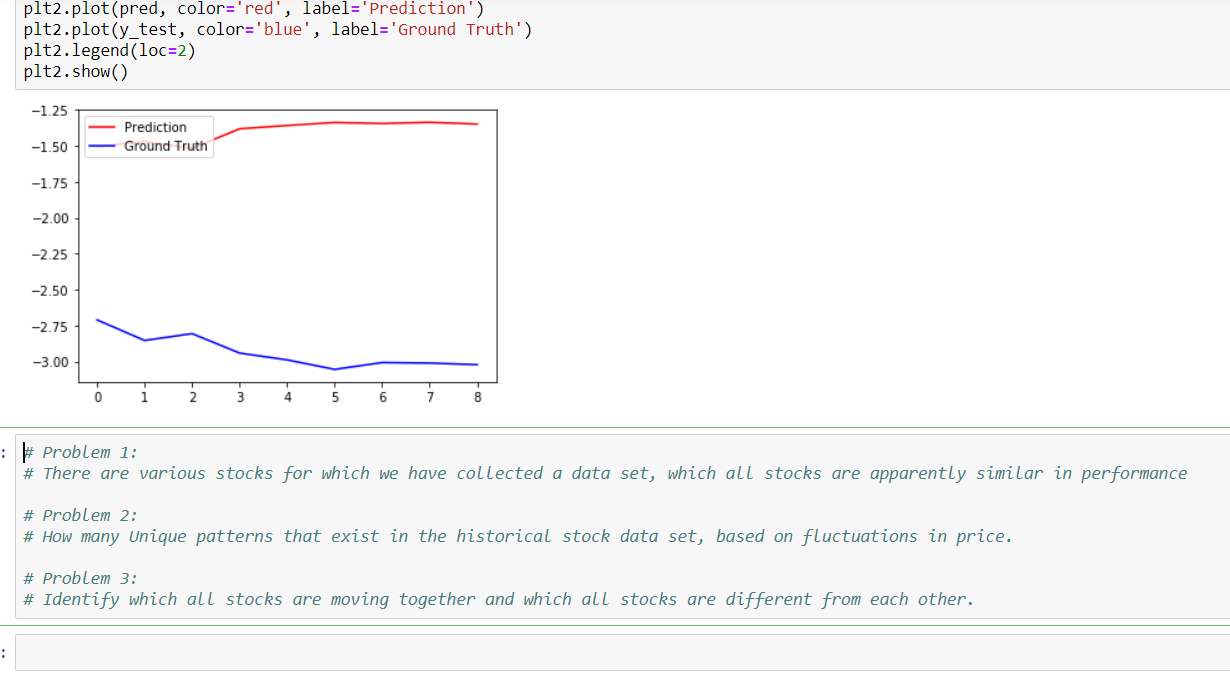 plt2.plot(pred, color='red', label='Prediction')
plt2.plot(y_test, color='blue', label='Ground Truth')
plt2.legend(loc=2)
plt2.show()
−1.25
Prediction
Ground Truth
−1.50
−1.75
−2.00
−2.25
−2.50
−2.75
−3.00
0 1 2 3 4 5 6 7 8
: # Problem 1:
# There are various stocks for which we have collected a data set, which all stocks are apparently similar in performance
# Problem 2:
# How many Unique patterns that exist in the historical stock data set, based on fluctuations in price.
# Problem 3:
# Identify which all stocks are moving together and which all stocks are different from each other.
: